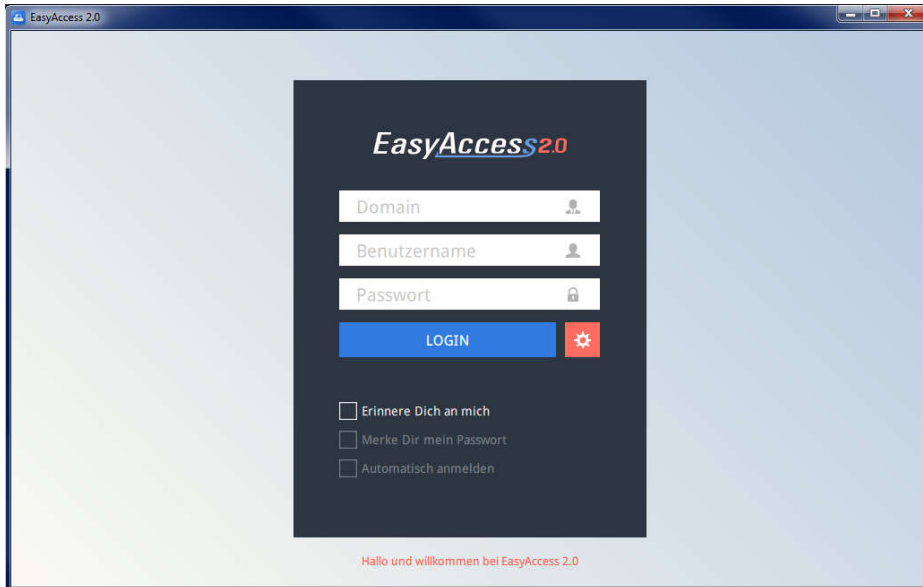 EasyAccess 2.0
EasyAccess2.0
Domain
Benutzername
Passwort
LOGIN
Erinnere Dich an mich
Merke Dir mein Passwort
Automatisch anmelden
Hallo und willkommen bei EasyAccess 2.0